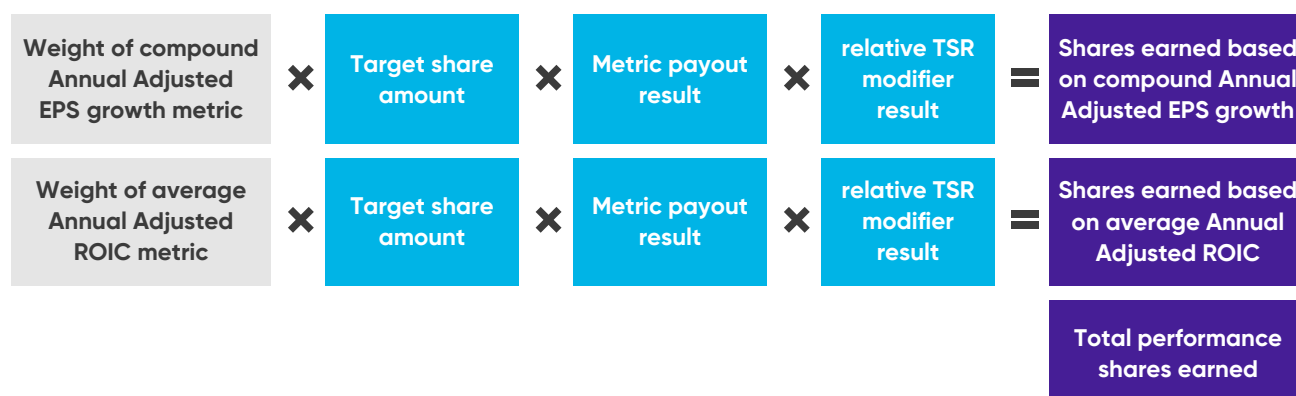 Weight of compound
Annual Adjusted
EPS growth metric
×
Target share
amount
×
Metric payout
result
×
relative TSR
modifier
result
=
Shares earned based
on compound Annual
Adjusted EPS growth
Weight of average
Annual Adjusted
ROIC metric
×
Target share
amount
×
Metric payout
result
×
relative TSR
modifier
result
=
Shares earned based
on average Annual
Adjusted ROIC
Total performance
shares earned